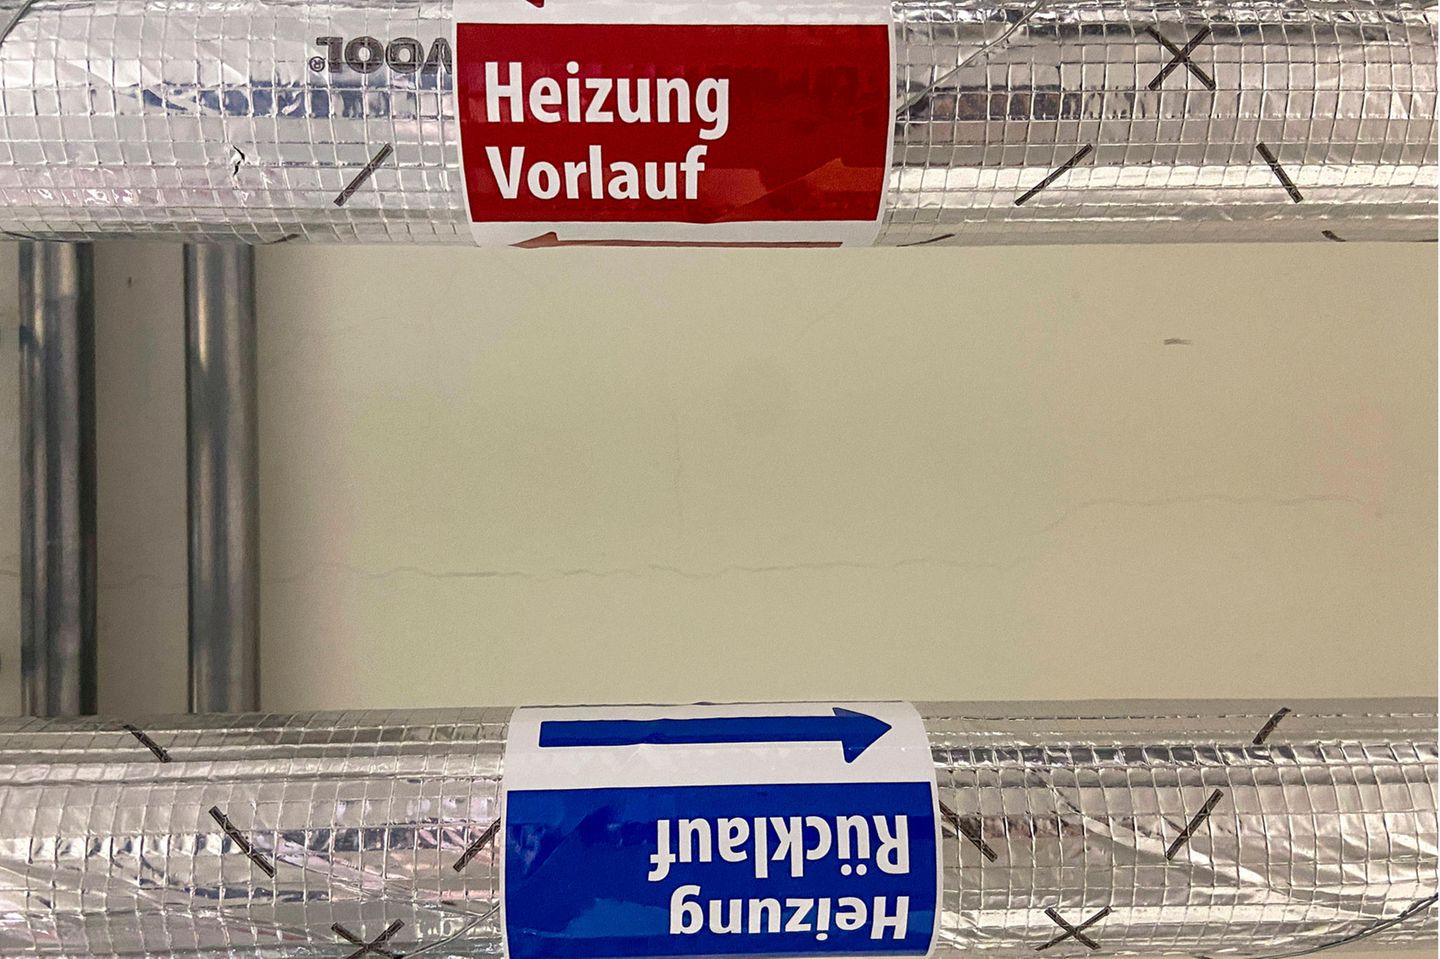 Heizung
Vorlauf
Heizung
Rücklauf